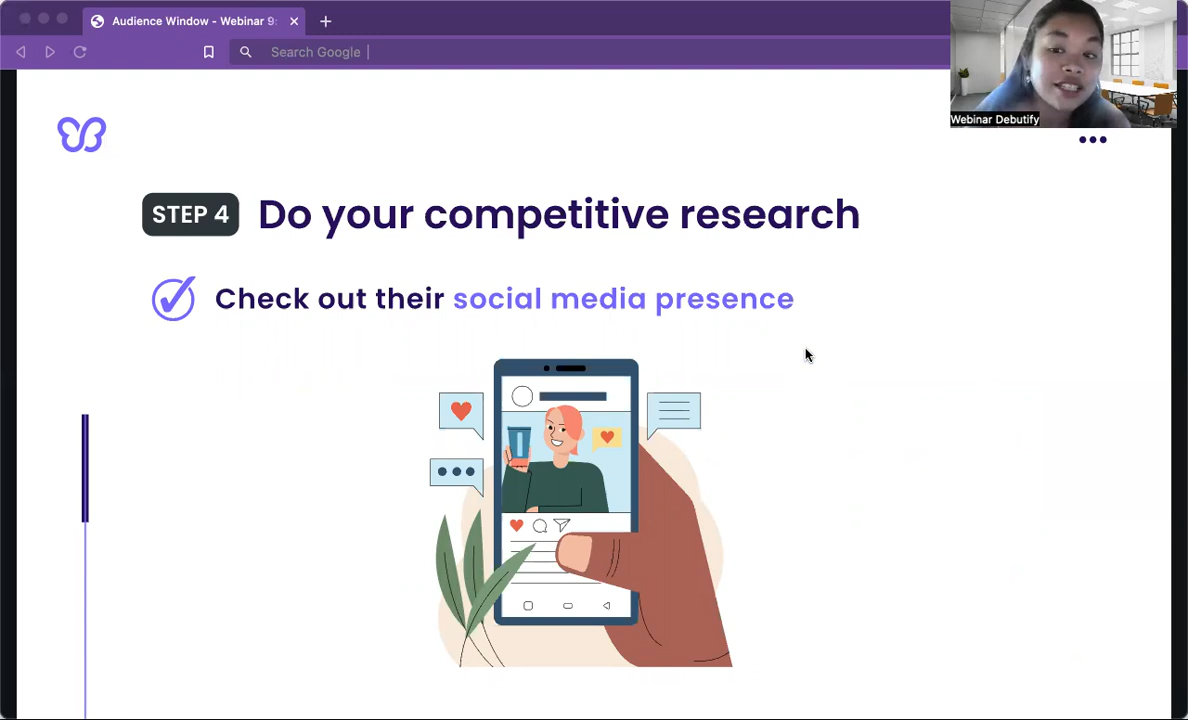 Audience Window - Webinar 9:
Search Google
Webinar Debutify
STEP 4 Do your competitive research
Check out their social media presence